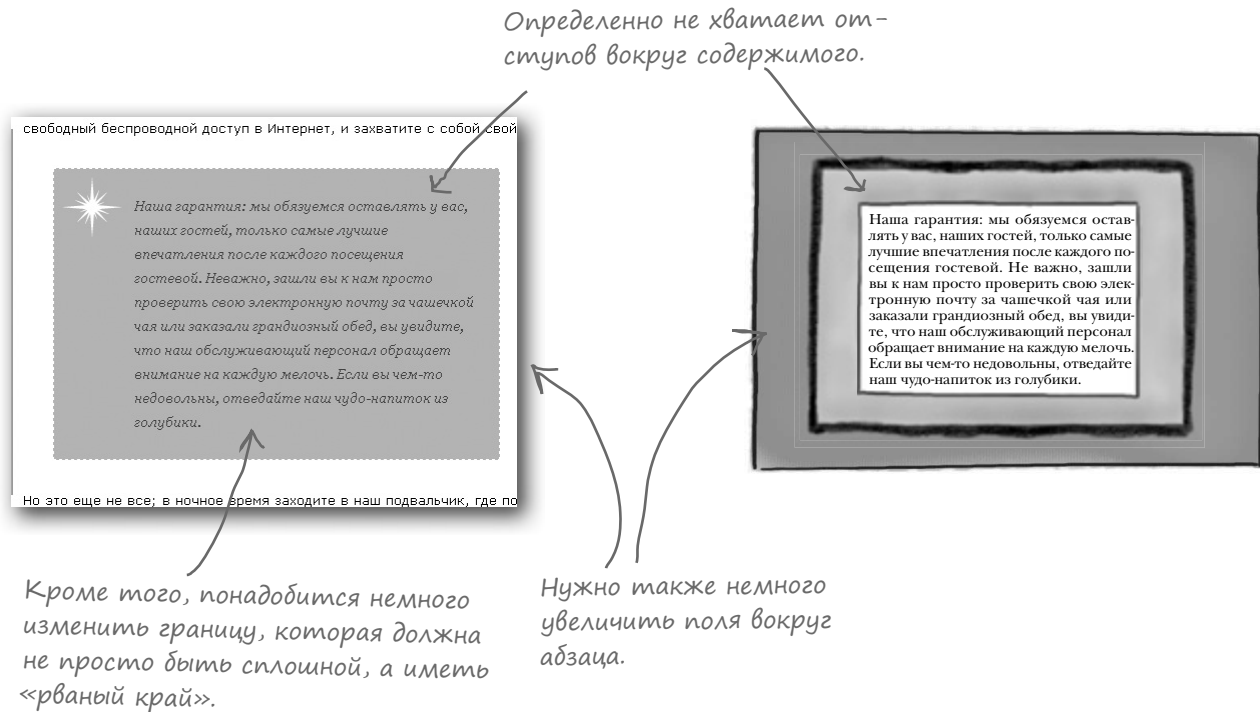 Определенно не хватает от-
ступов вокруг содержимого.
свободный беспроводной доступ в Интернет, и захватите с собой свой
Наша гарантия: мы обязуемся оставлять у вас,
наших гостей, только самые лучшие
впечатления после каждого посещения
гостевой. Неважно, зашли вы к нам просто
проверить свою электронную почту за чашечкой
чая или заказали грандиозный обед, вы увидите,
что наш обслуживающий персонал обращает
внимание на каждую мелочь. Если вы чем-то
недовольны, отведайте наш чудо-напиток из
голубики.
Но это еще не все; в ночное время заходите в наш подвальчик, где по
Наша гарантия: мы обязуемся остав-
лять у вас, наших гостей, только самые
лучшие впечатления после каждого по-
сещения гостевой. Не важно, зашли
вы к нам просто проверить свою элек-
тронную почту за чашечкой чая или
заказали грандиозный обед, вы увиди-
те, что наш обслуживающий персонал
обращает внимание на каждую мелочь.
Если вы чем-то недовольны, отведайте
наш чудо-напиток из голубики.
Кроме того, понадобится немного
изменить границу, которая должна
не просто быть сплошной, а иметь
«рваный край».
Нужно также немного
увеличить поля вокруг
абзаца.